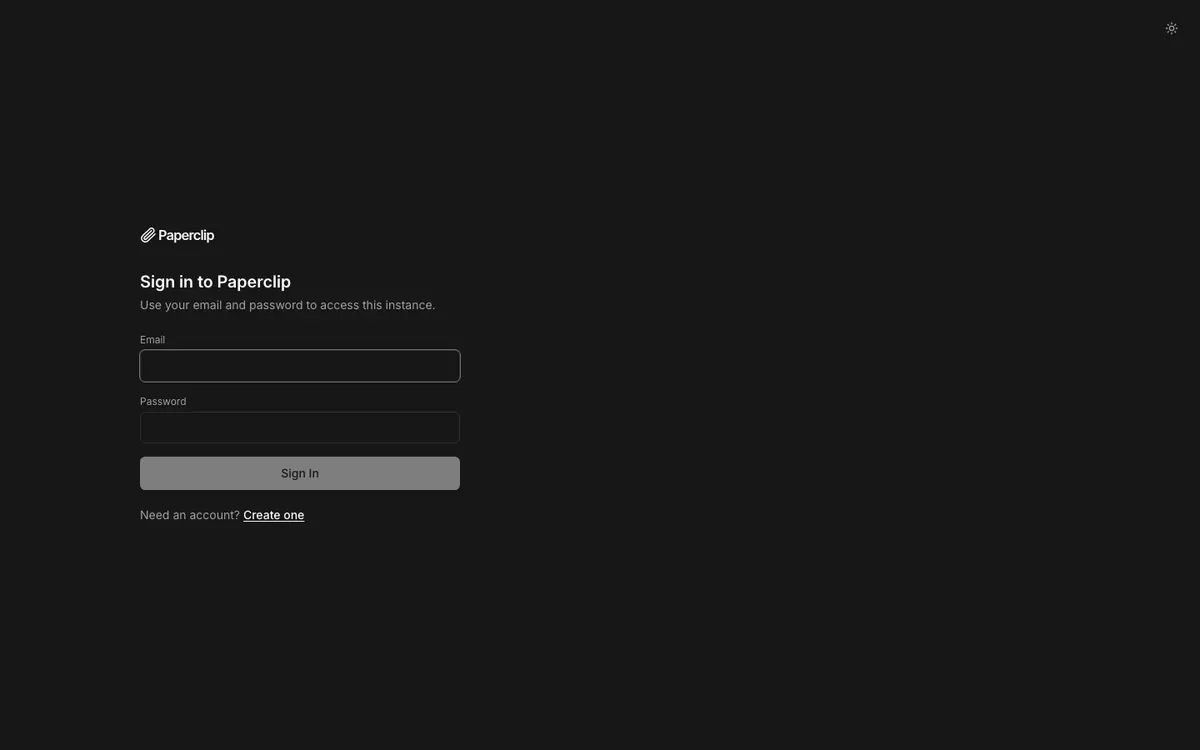 Paperclip
Sign in to Paperclip
Use your email and password to access this instance.
Email
Password
Sign In
Need an account? Create one